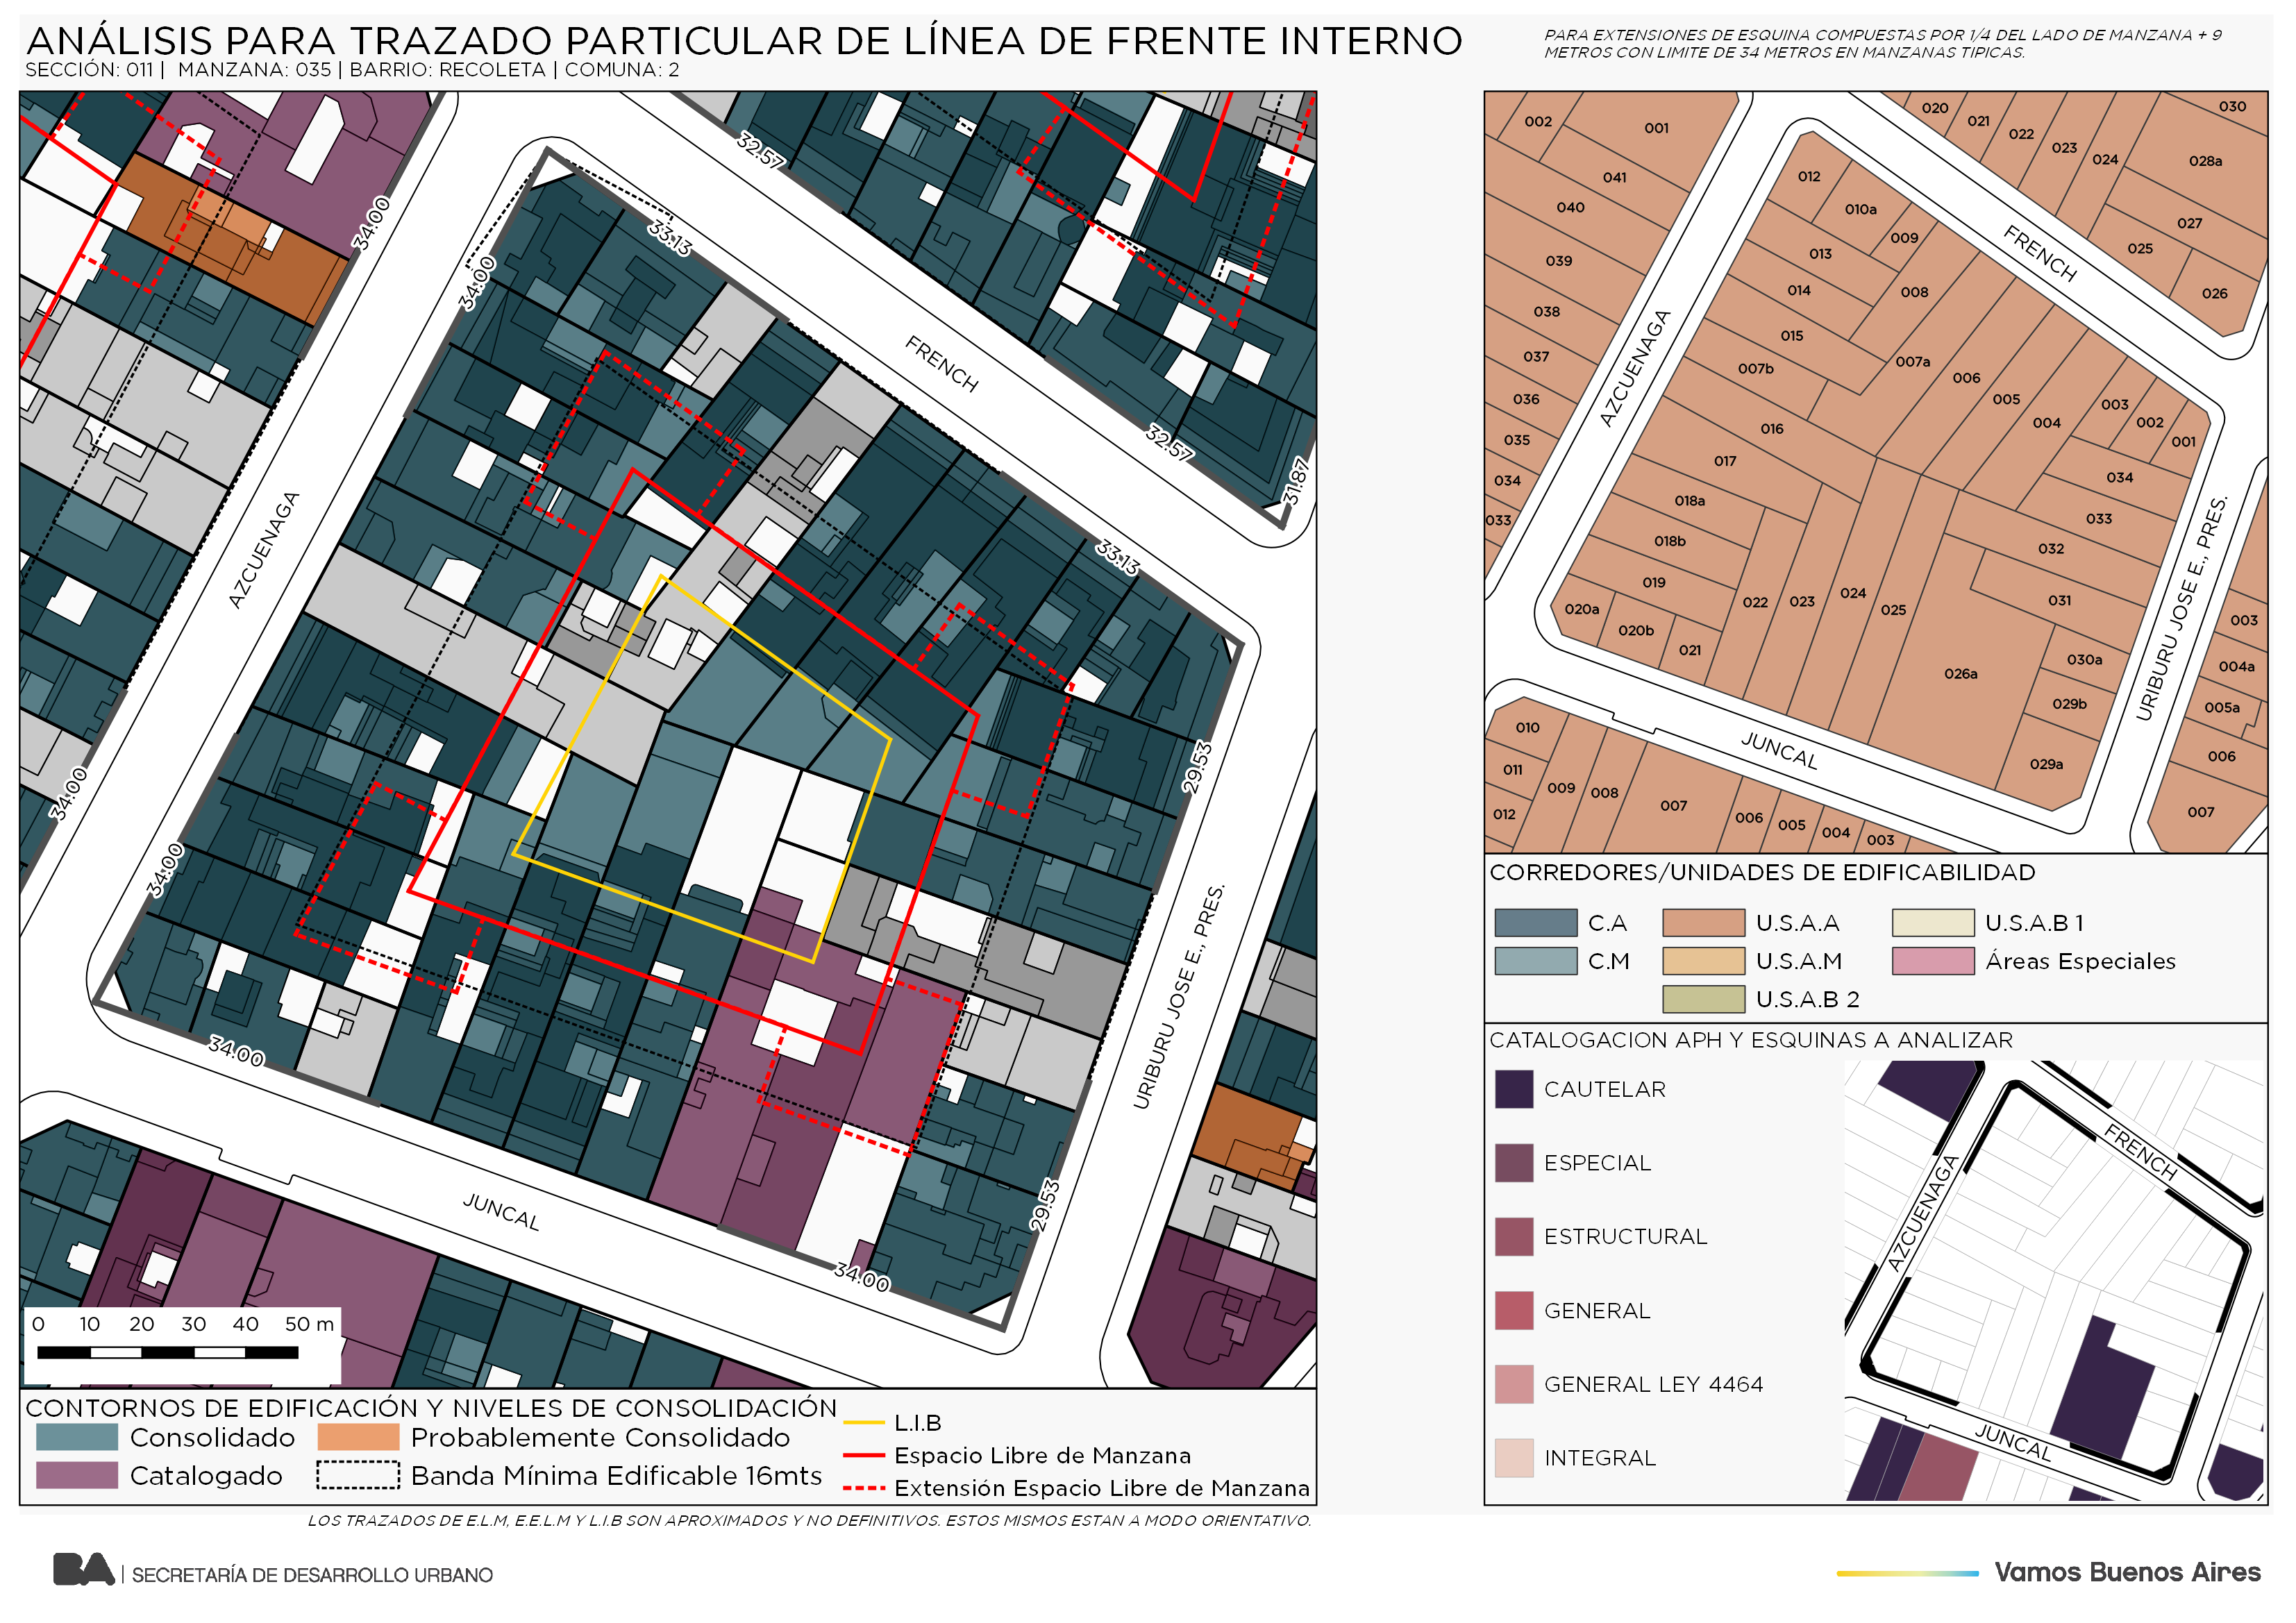 ANÁLISIS PARA TRAZADO PARTICULAR DE LÍNEA DE FRENTE INTERNO
SECCIÓN: 011 | MANZANA: 035 | BARRIO: RECOLETA | COMUNA: 2
PARA EXTENSIONES DE ESQUINA COMPUESTAS POR 1/4 DEL LADO DE MANZANA + 9
METROS CON LIMITE DE 34 METROS EN MANZANAS TIPICAS.
32.57
34.00
33.13
34.00
FRENCH
32.57
31.87
AZCUENAGA
33.13
29.53
34.00
34.00
URIBURU JOSE E., PRES.
34.00
29.53
JUNCAL
34.00
0 10 20 30 40 50 m
CONTORNOS DE EDIFICACIÓN Y NIVELES DE CONSOLIDACIÓN
Consolidado
Probablemente Consolidado
Catalogado
Banda Mínima Edificable 16mts
L.I.B
Espacio Libre de Manzana
Extensión Espacio Libre de Manzana
LOS TRAZADOS DE E.L.M, E.E.L.M Y L.I.B SON APROXIMADOS Y NO DEFINITIVOS. ESTOS MISMOS ESTAN A MODO ORIENTATIVO.
002
001
041
040
039
038
037
036
035
034
033
020
021
022
023
024
030
028a
027
025
026
012
010a
009
013
014
008
015
007b
007a
006
005
004
003
002
001
016
017
034
018a
033
018b
032
019
031
020a
020b
021
022
023
024
025
026a
030a
029b
029a
FRENCH
AZCUENAGA
JUNCAL
URIBURU JOSE E., PRES.
003
004a
005a
006
007
010
011
012
009
008
007
006
005
004
003
CORREDORES/UNIDADES DE EDIFICABILIDAD
C.A
U.S.A.A
U.S.A.B 1
C.M
U.S.A.M
Áreas Especiales
U.S.A.B 2
CATALOGACION APH Y ESQUINAS A ANALIZAR
CAUTELAR
ESPECIAL
ESTRUCTURAL
GENERAL
GENERAL LEY 4464
INTEGRAL
FRENCH
AZCUENAGA
JUNCAL
BA | SECRETARÍA DE DESARROLLO URBANO
Vamos Buenos Aires